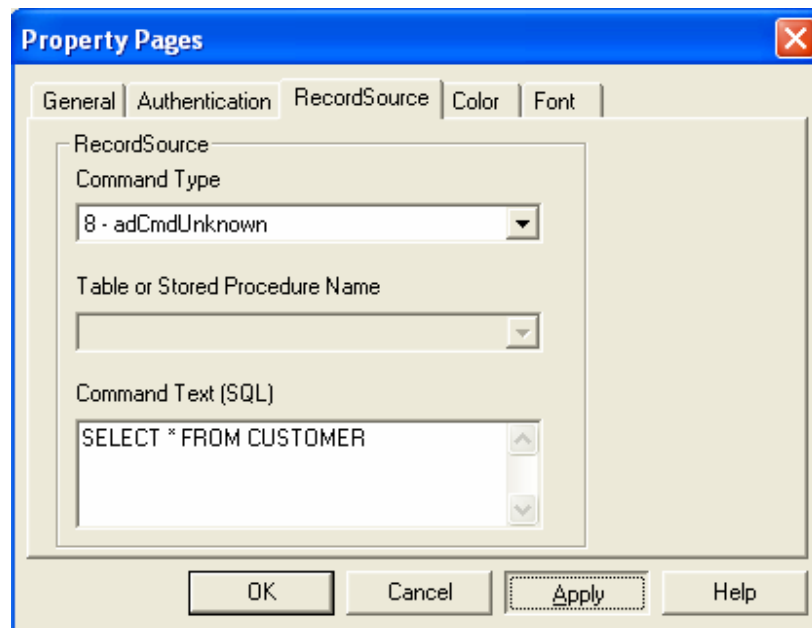 Property Pages
General Authentication RecordSource Color Font
RecordSource
Command Type
8 - adCmdUnknown
Table or Stored Procedure Name
Command Text (SQL)
SELECT * FROM CUSTOMER
OK Cancel Apply Help